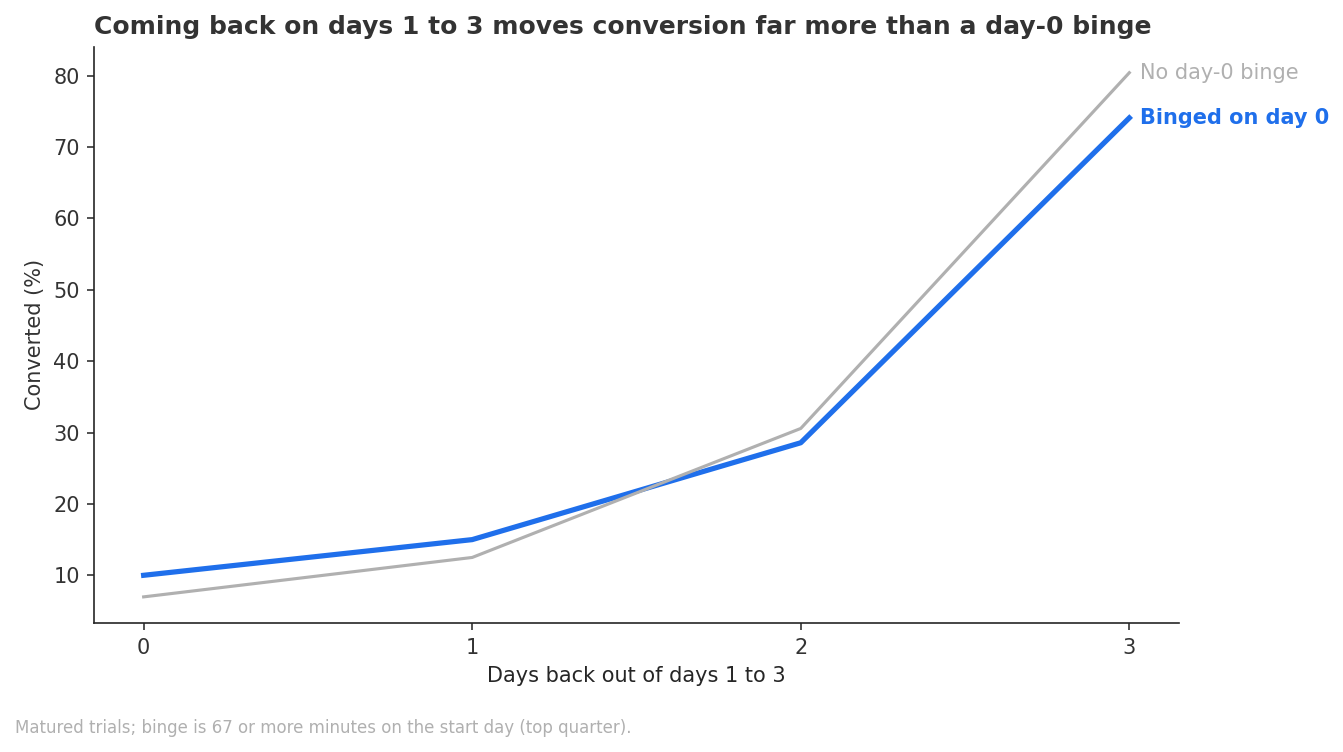 Coming back on days 1 to 3 moves conversion far more than a day-0 binge
80
70
60
50
40
30
20
10
Converted (%)
No day-0 binge
Binged on day 0
0
1
2
3
Days back out of days 1 to 3
Matured trials; binge is 67 or more minutes on the start day (top quarter).